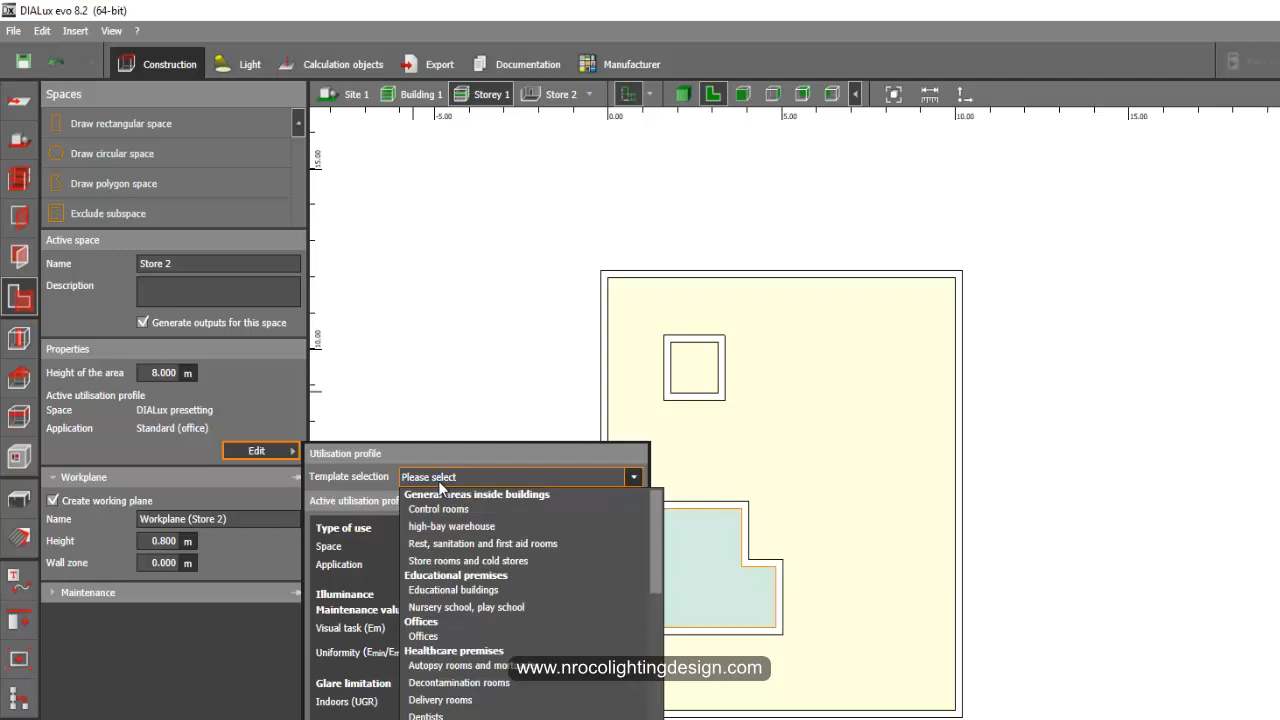 DIALux evo 8.2 (64-bit)
File Edit Insert View ?
Construction Light Calculation objects Export Documentation Manufacturer
Spaces
Site 1 Building 1 Storey 1 Store 2
Draw rectangular space
Draw circular space
Draw polygon space
Exclude subspace
-5.00 0.00 5.00 10.00 15.00
15.00
10.00
Active space
Name Store 2
Description
Generate outputs for this space
Properties
Height of the area 8.000 m
Active utilisation profile
Space DIALux presetting
Application Standard (office)
Edit
Workplane
Create working plane
Name Workplane (Store 2)
Height 0.800 m
Wall zone 0.000 m
Maintenance
Utilisation profile
Template selection Please select
Active utilisation prof
Type of use
Space
Application
Illuminance
Maintenance valu
Visual task (Em)
Uniformity (Emin/Em
Glare limitation
Indoors (UGR)
General areas inside buildings
Control rooms
high-bay warehouse
Rest, sanitation and first aid rooms
Store rooms and cold stores
Educational premises
Educational buildings
Nursery school, play school
Offices
Offices
Healthcare premises
Autopsy rooms and
Decontamination rooms
Delivery rooms
Dentists
www.nrocolightingdesign.com